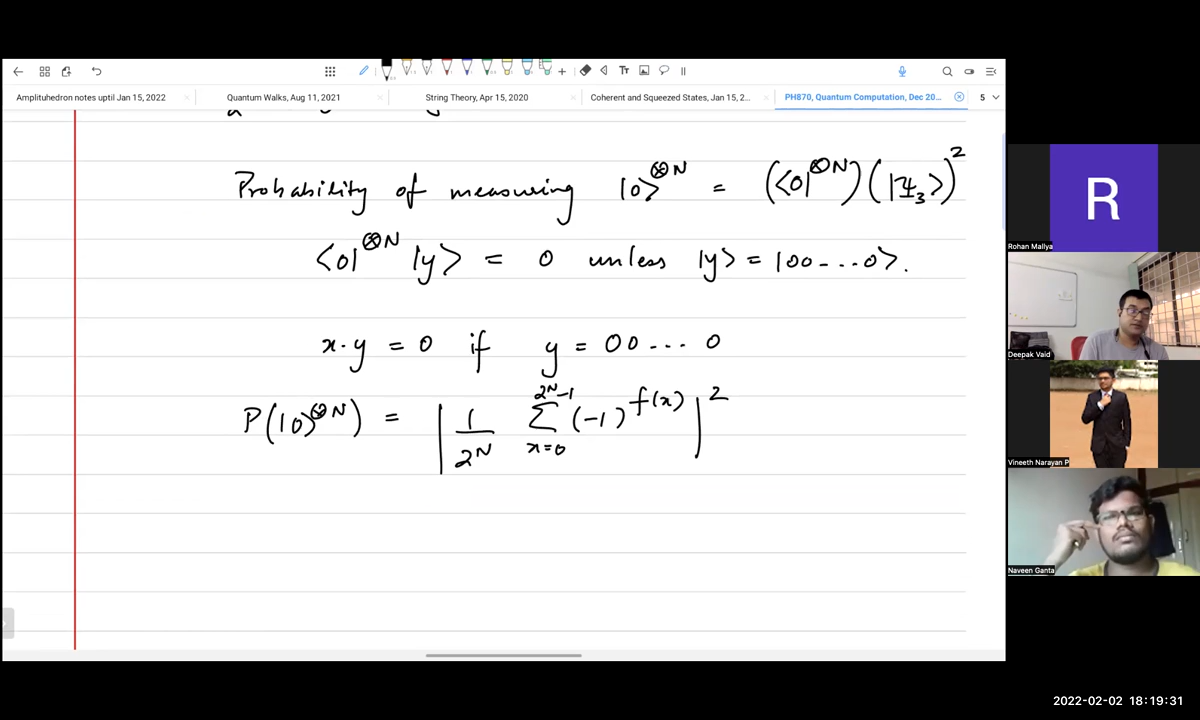 Tт
Amplituhedron notes uptil Jan 15, 2022
Quantum Walks, Aug 11, 2021
String Theory, Apr 15, 2020
Coherent and Squeezed States, Jan 15, 2...
PH870, Quantum Computation, Dec 20...
5
Probability of measuring |0⟩^⊗N = (⟨0|^⊗N)(|Ψ₃⟩)²
⟨0|^⊗N |y⟩ = 0 unless |y⟩ = |00-...0⟩.
x·y = 0 if y = 00... 0
P(|0⟩^⊗N) = |1/2^N Σ_{x=0}^{2^N-1} (-1)^f(x)|²
R
Rohan Mallya
Deepak Vaid
Vineeth Narayan P
Naveen Ganta
2022-02-02 18:19:31